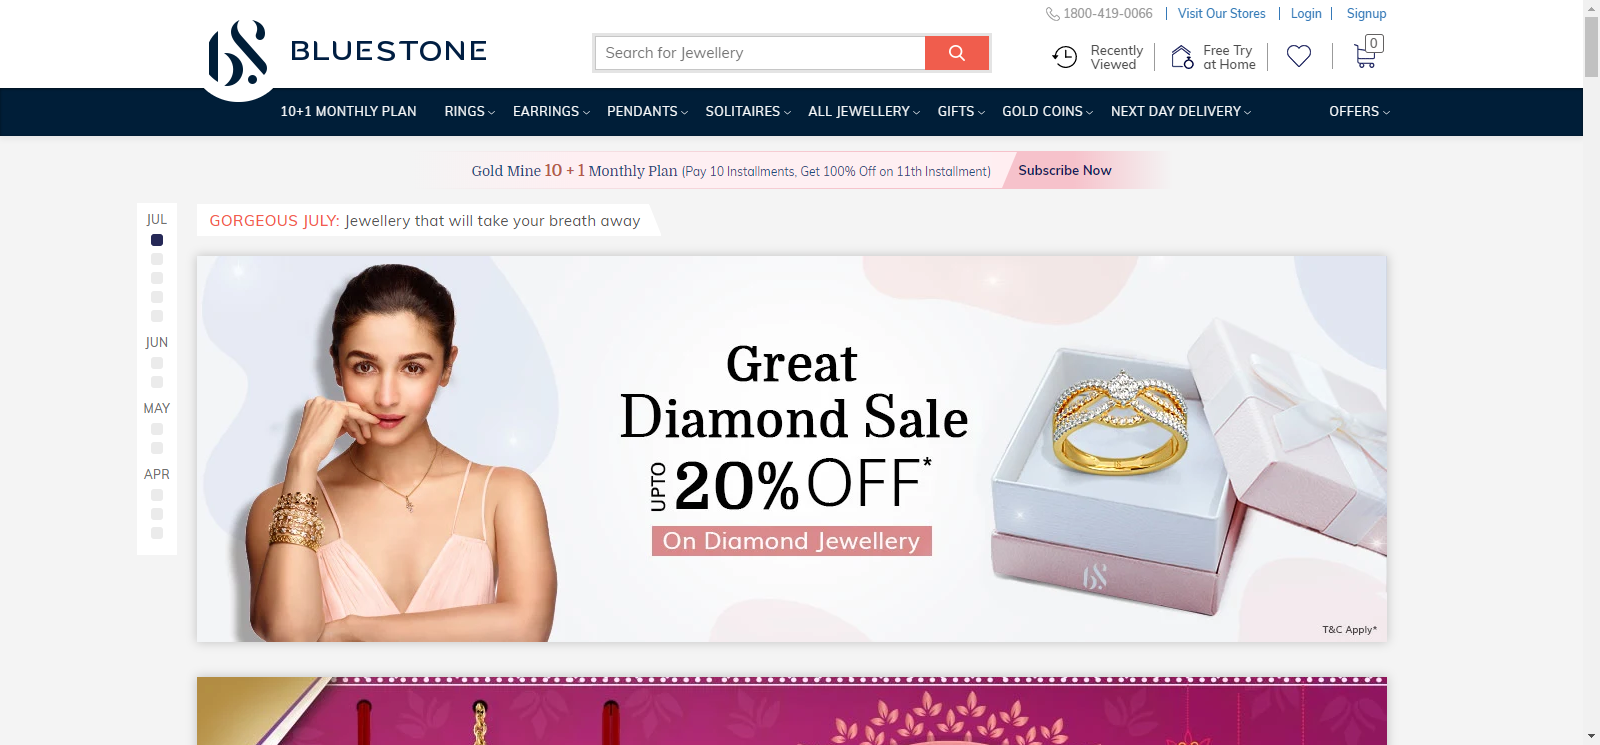 1800-419-0066
Visit Our Stores
Login
Signup
BLUESTONE
Search for Jewellery
Recently
Viewed
Free Try
at Home
0
10+1 MONTHLY PLAN
RINGS
EARRINGS
PENDANTS
SOLITAIRES
ALL JEWELLERY
GIFTS
GOLD COINS
NEXT DAY DELIVERY
OFFERS
Gold Mine 10 + 1 Monthly Plan (Pay 10 Installments, Get 100% Off on 11th Installment)
Subscribe Now
JUL
JUN
MAY
APR
GORGEOUS JULY: Jewellery that will take your breath away
Great
Diamond Sale
UPTO 20% OFF*
On Diamond Jewellery
T&C Apply*